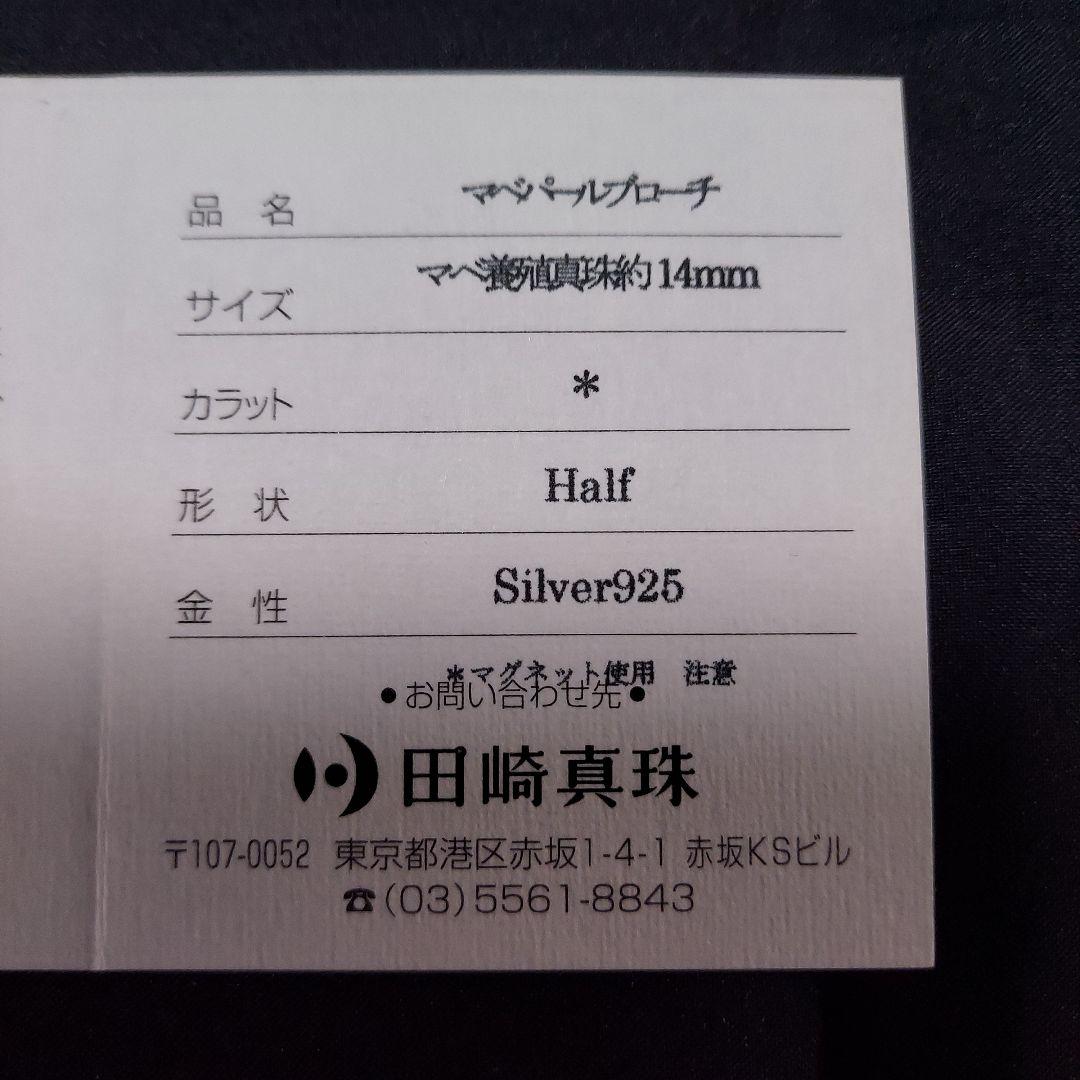 品 名 マベパールブローチ
サイズ マベ養殖真珠約14mm
カラット *
形 状 Half
金 性 Silver925
*マグネット使用 注意
●お問い合わせ先●
田崎真珠
〒107-0052 東京都港区赤坂1-4-1 赤坂KSビル
☎(03)5561-8843